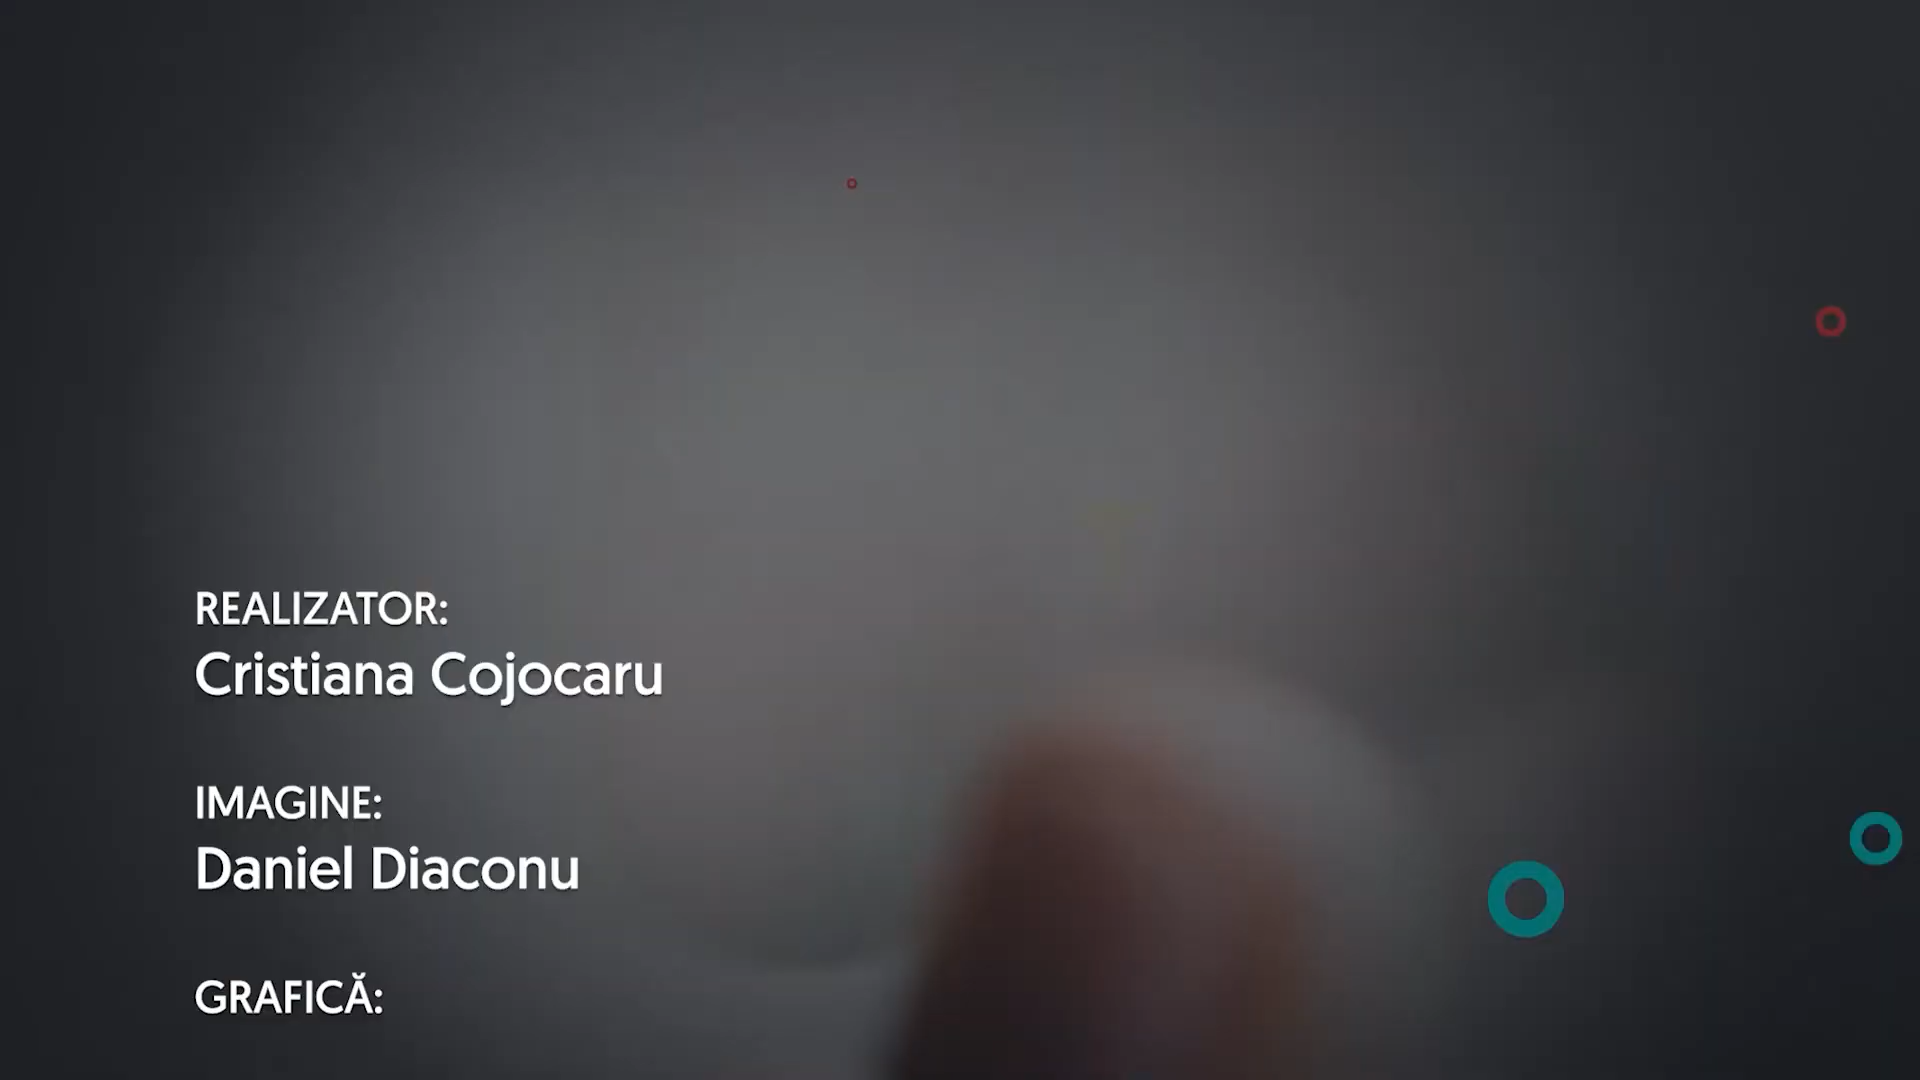 REALIZATOR:
Cristiana Cojocaru
IMAGINE:
Daniel Diaconu
GRAFICĂ: